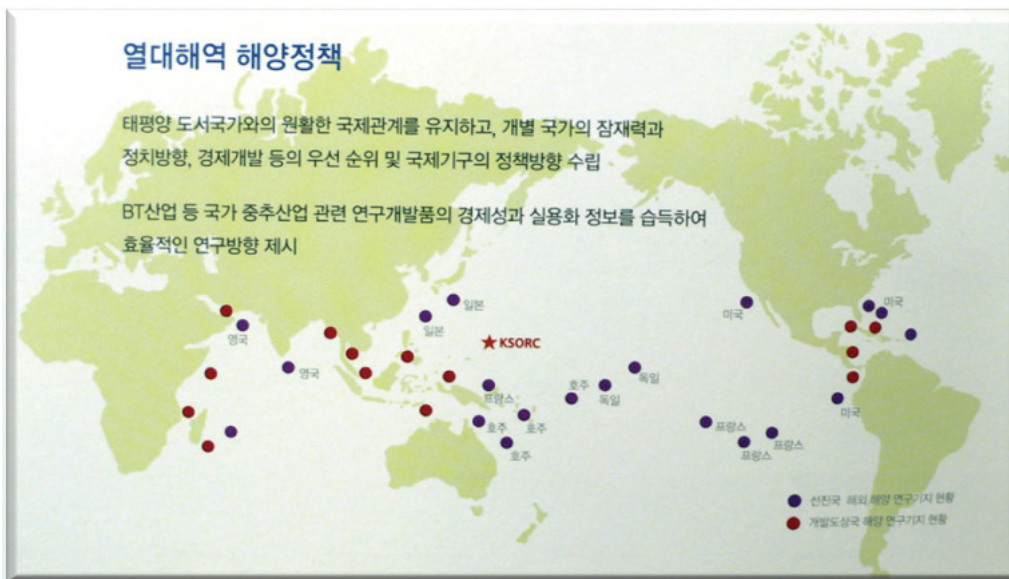 열대해역 해양정책
태평양 도서국가와의 원활한 국제관계를 유지하고, 개별 국가의 잠재력과
정치방향, 경제개발 등의 우선 순위 및 국제기구의 정책방향 수립
BT산업 등 국가 중추산업 관련 연구개발품의 경제성과 실용화 정보를 습득하여
효율적인 연구방향 제시
일본
미국
미국
일본
영국
KSORC
영국
호주
독일
프랑스
독일
미국
호주
호주
프랑스
프랑스
호주
프랑스
선진국 해외 해양 연구기지 현황
개발도상국 해양 연구기지 현황